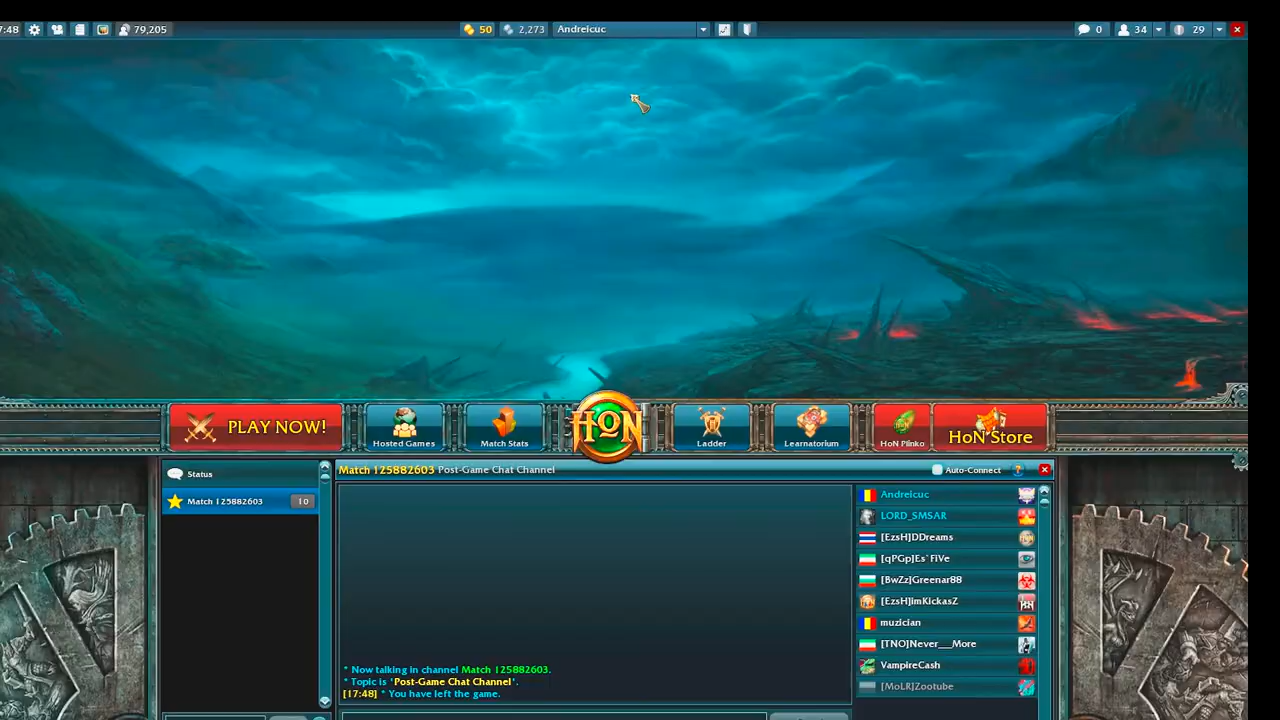 7:48
79,205
50
2,273
Andreicuc
0
34
29
PLAY NOW!
Hosted Games
Match Stats
HoN
Ladder
Learnatorium
HoN Plinko
HoN Store
Status
Match 125882603
10
Match 125882603 Post-Game Chat Channel
Auto-Connect
?
* Now talking in channel Match 125882603.
* Topic is 'Post-Game Chat Channel'.
[17:48] * You have left the game.
Andreicuc
LORD_SMSAR
[EzsH]DDreams
[qPGp]Es`FiVe
[BwZz]Greenar88
[EzsH]imKickasZ
muzician
[TNO]Never___More
VampireCash
[MoLR]Zootube